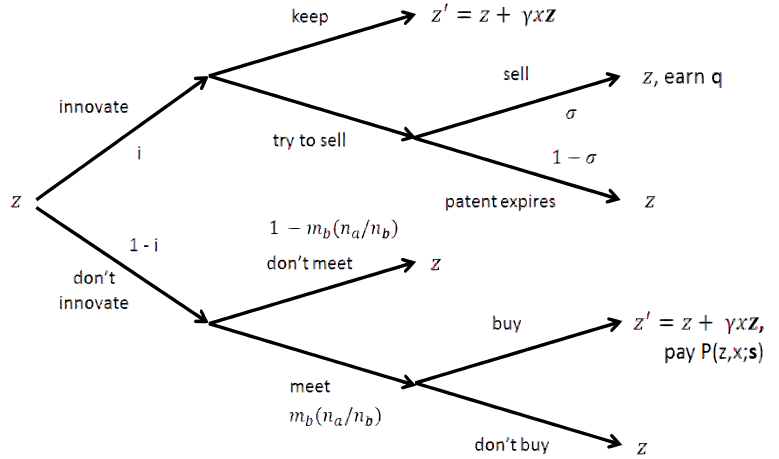 keep
z' = z + γxz
sell
z, earn q
innovate
σ
try to sell
i
1 − σ
patent expires
z
z
1 − m_b(n_a/n_b)
1 - i
don't meet
z
don't
innovate
buy
z' = z + γxz,
pay P(z,x;s)
meet
m_b(n_a/n_b)
don't buy
z